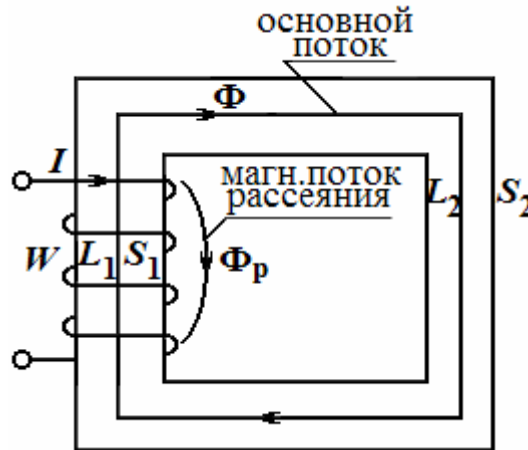 основной
поток
Φ
I
магн.поток
рассеяния
L2
S2
W
L1
S1
Φр